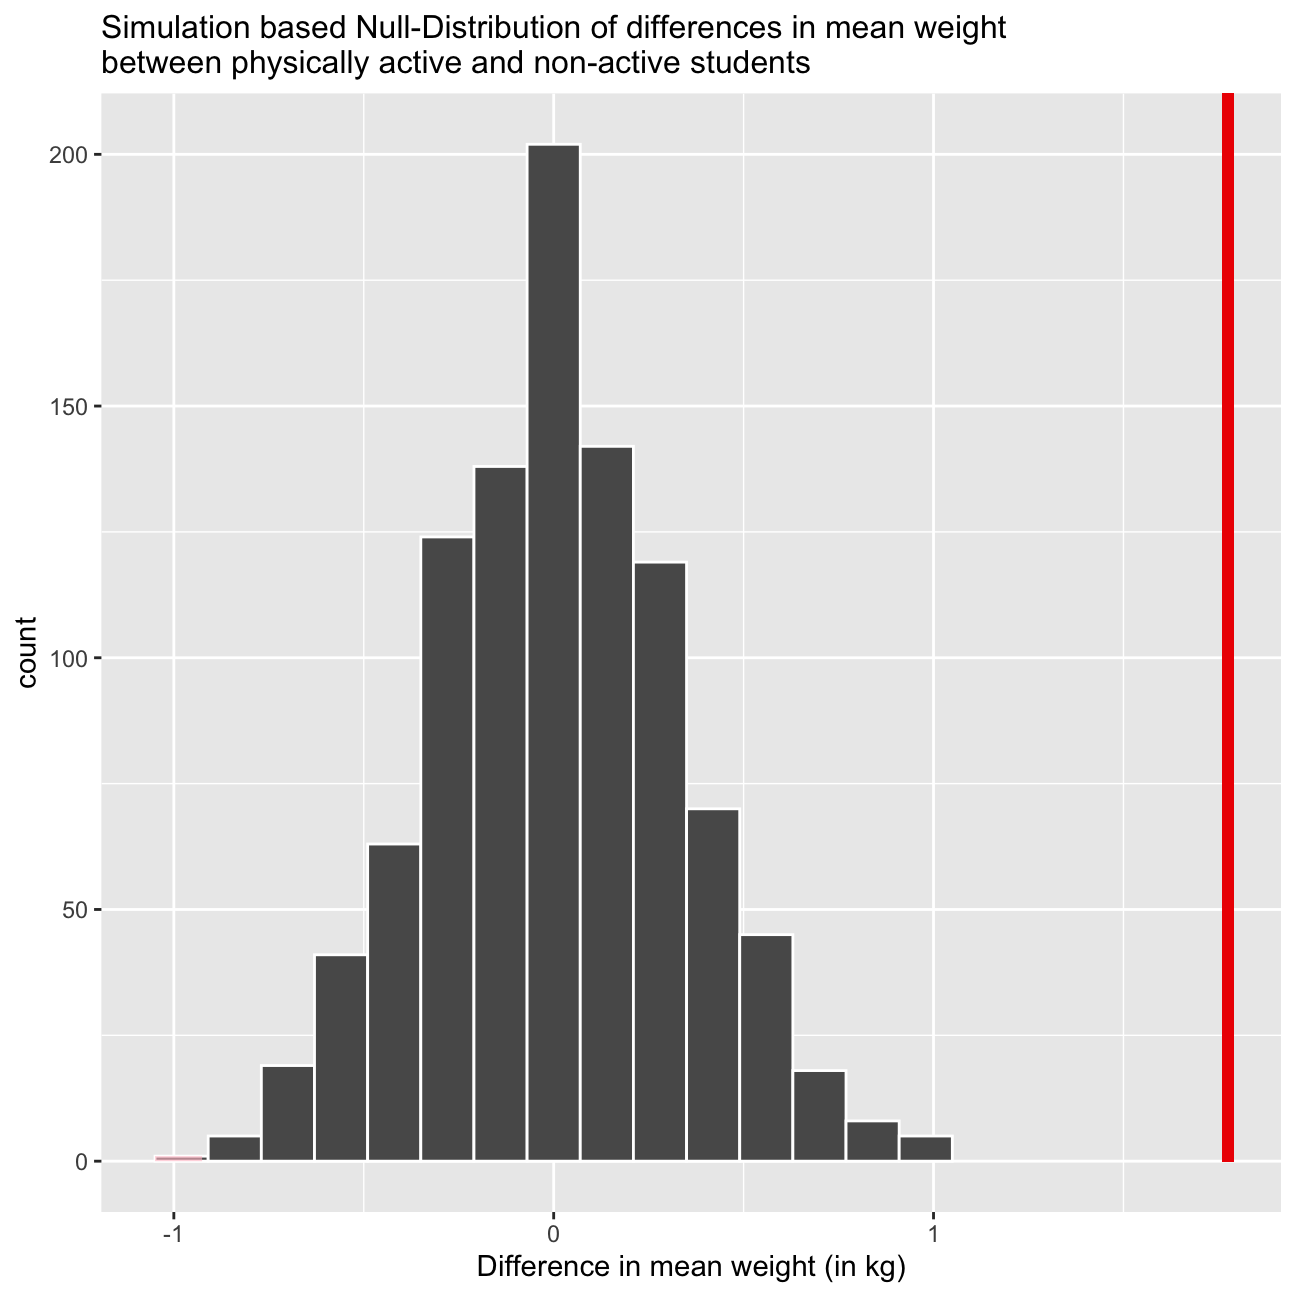 Simulation based Null-Distribution of differences in mean weight
between physically active and non-active students
200
150
100
50
0
count
-1
0
1
Difference in mean weight (in kg)